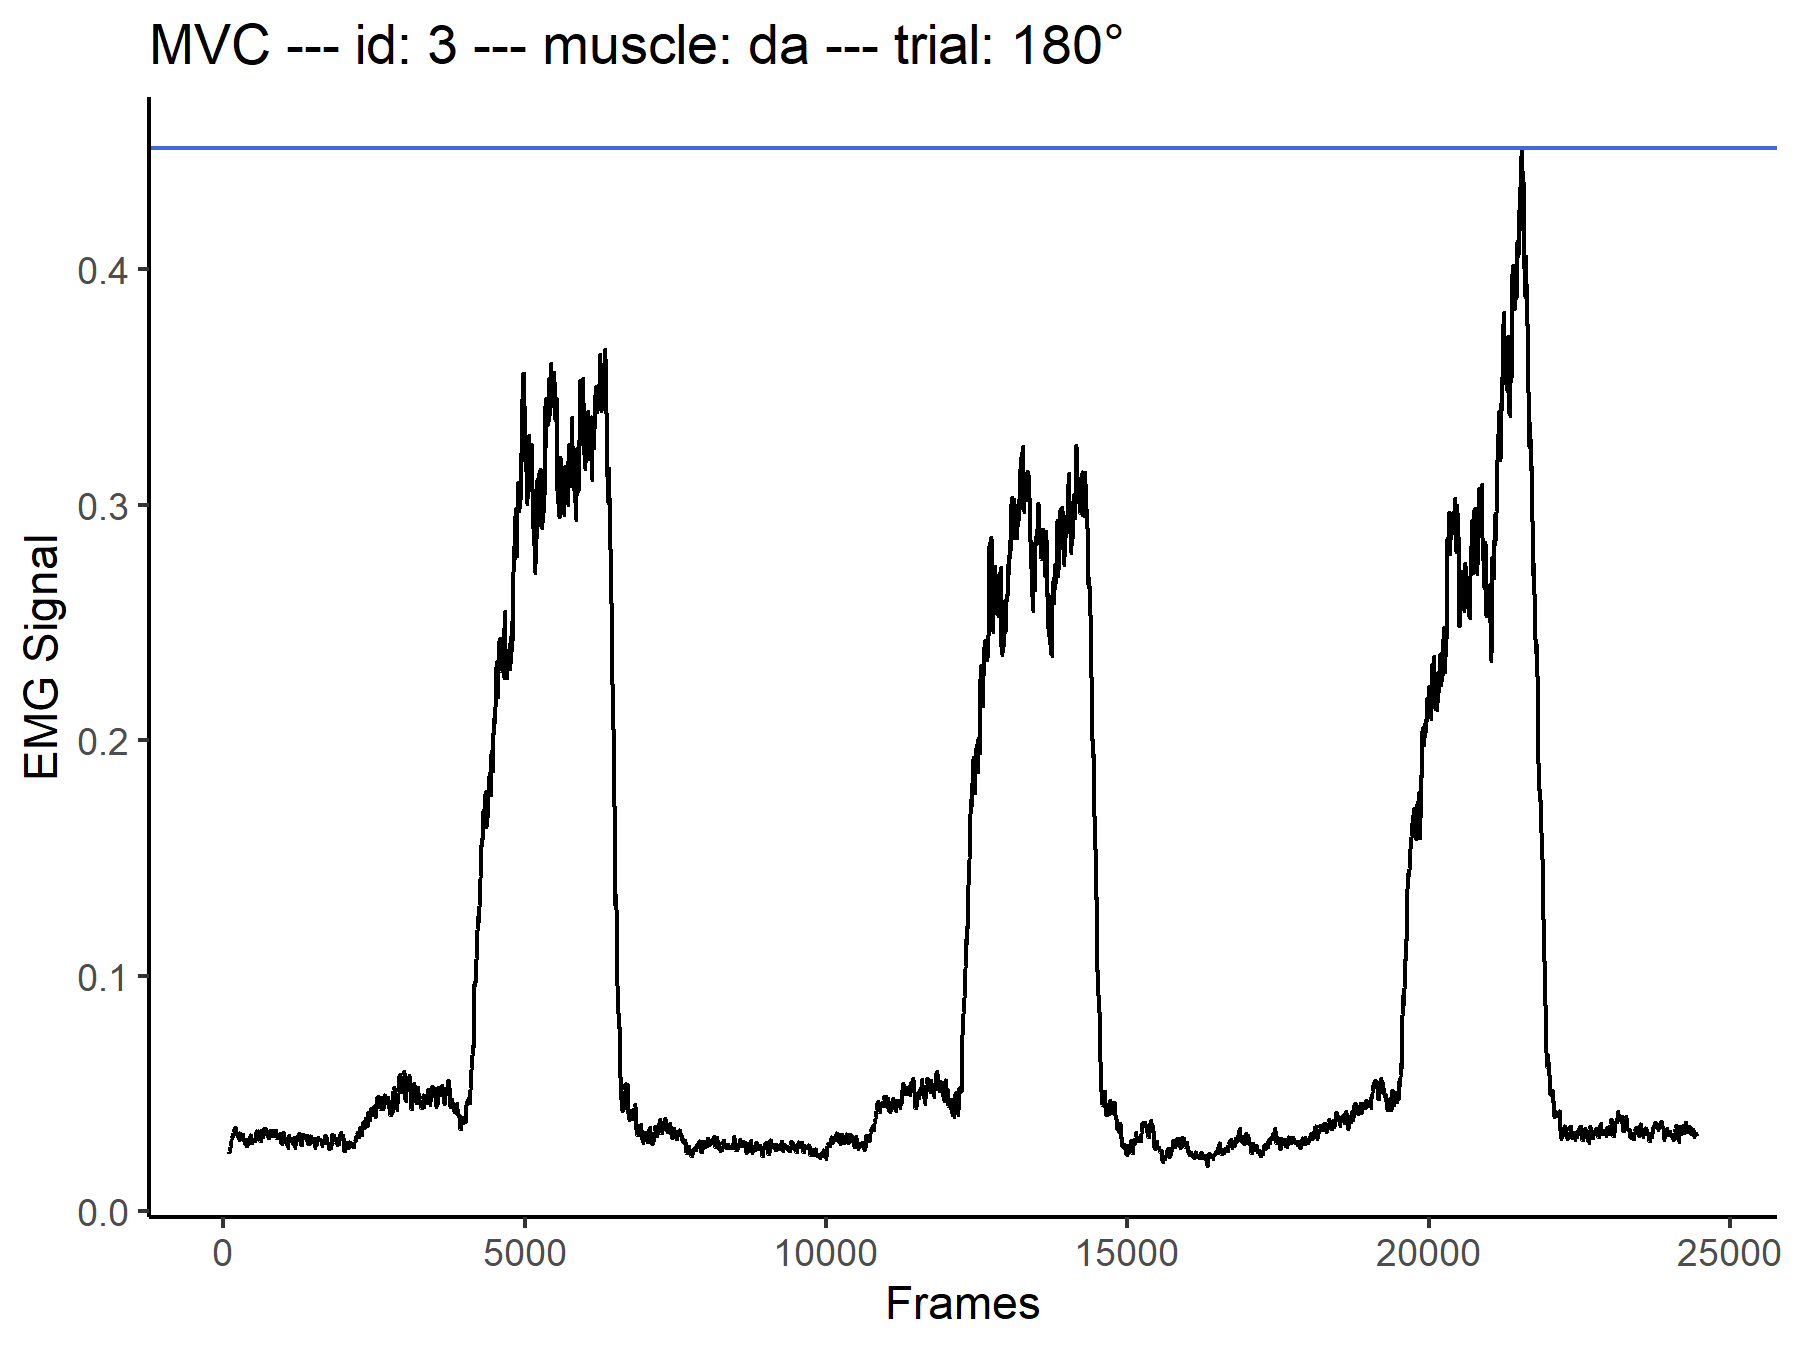 MVC --- id: 3 --- muscle: da --- trial: 180°
EMG Signal
0.4
0.3
0.2
0.1
0.0
0 5000 10000 15000 20000 25000
Frames